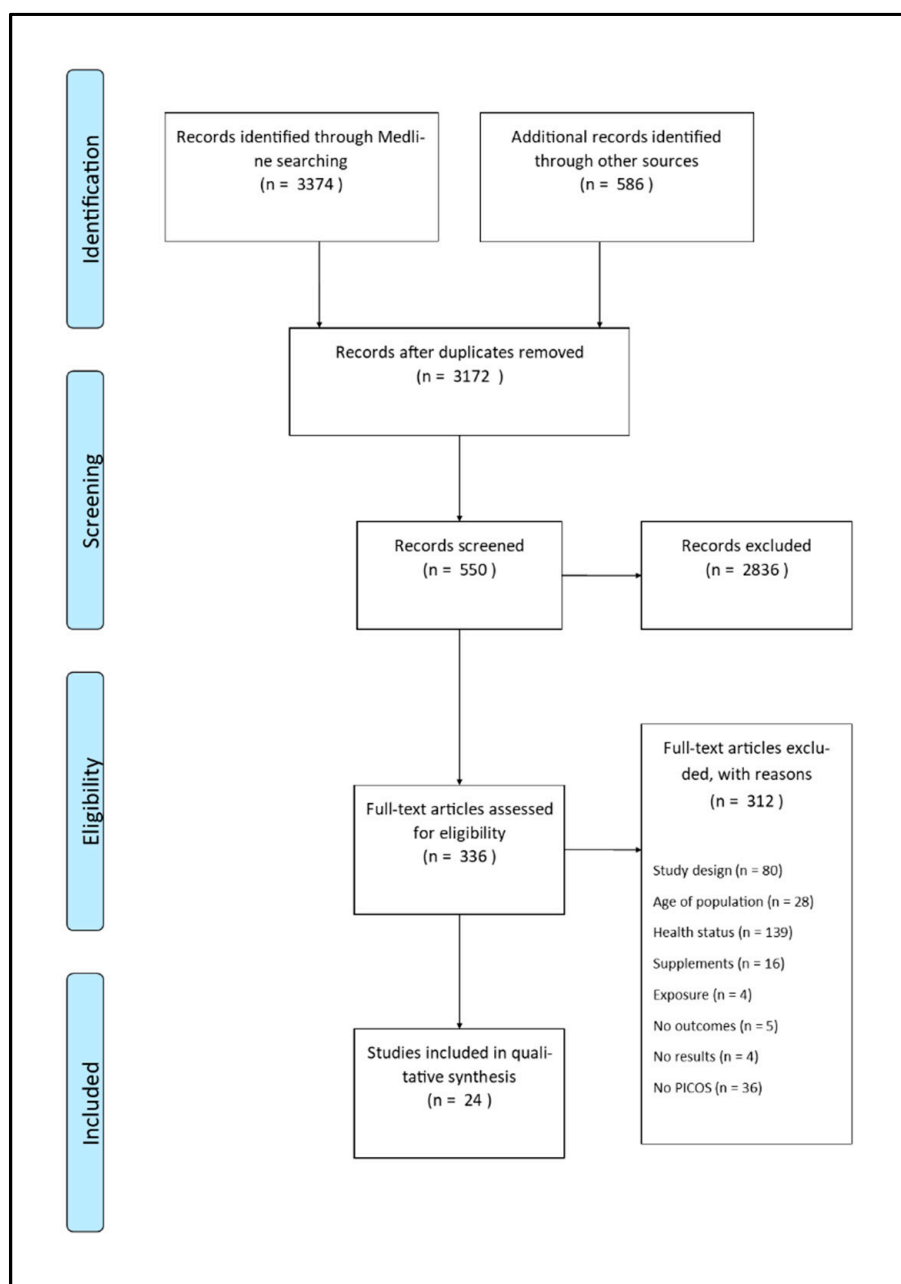 Identification
Records identified through Medli-
ne searching
(n = 3374 )
Additional records identified
through other sources
(n = 586 )
Records after duplicates removed
(n = 3172 )
Screening
Records screened
(n = 550 )
Records excluded
(n = 2836 )
Eligibility
Full-text articles assessed
for eligibility
(n = 336 )
Full-text articles exclu-
ded, with reasons
(n = 312 )
Study design (n = 80)
Age of population (n = 28)
Health status (n = 139)
Supplements (n = 16)
Exposure (n = 4)
No outcomes (n = 5)
No results (n = 4)
No PICOS (n = 36)
Included
Studies included in quali-
tative synthesis
(n = 24 )